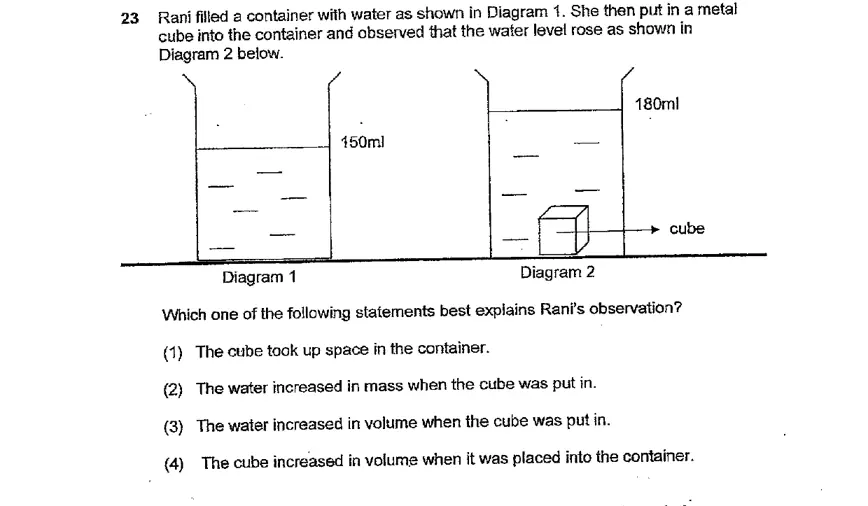 23 Rani filled a container with water as shown in Diagram 1. She then put in a metal
cube into the container and observed that the water level rose as shown in
Diagram 2 below.
150ml
180ml
cube
Diagram 1
Diagram 2
Which one of the following statements best explains Rani's observation?
(1) The cube took up space in the container.
(2) The water increased in mass when the cube was put in.
(3) The water increased in volume when the cube was put in.
(4) The cube increased in volume when it was placed into the container.